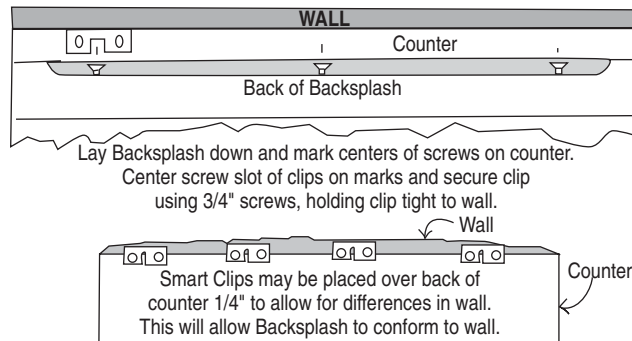 WALL
Counter
Back of Backsplash
Lay Backsplash down and mark centers of screws on counter.
Center screw slot of clips on marks and secure clip
using 3/4" screws, holding clip tight to wall.
Wall
Smart Clips may be placed over back of
counter 1/4" to allow for differences in wall.
This will allow Backsplash to conform to wall.
Counter